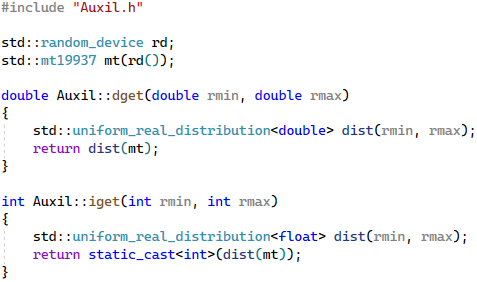 #include "Auxil.h"
std::random_device rd;
std::mt19937 mt(rd());
double Auxil::dget(double rmin, double rmax)
{
std::uniform_real_distribution<double> dist(rmin, rmax);
return dist(mt);
}
int Auxil::iget(int rmin, int rmax)
{
std::uniform_real_distribution<float> dist(rmin, rmax);
return static_cast<int>(dist(mt));
}